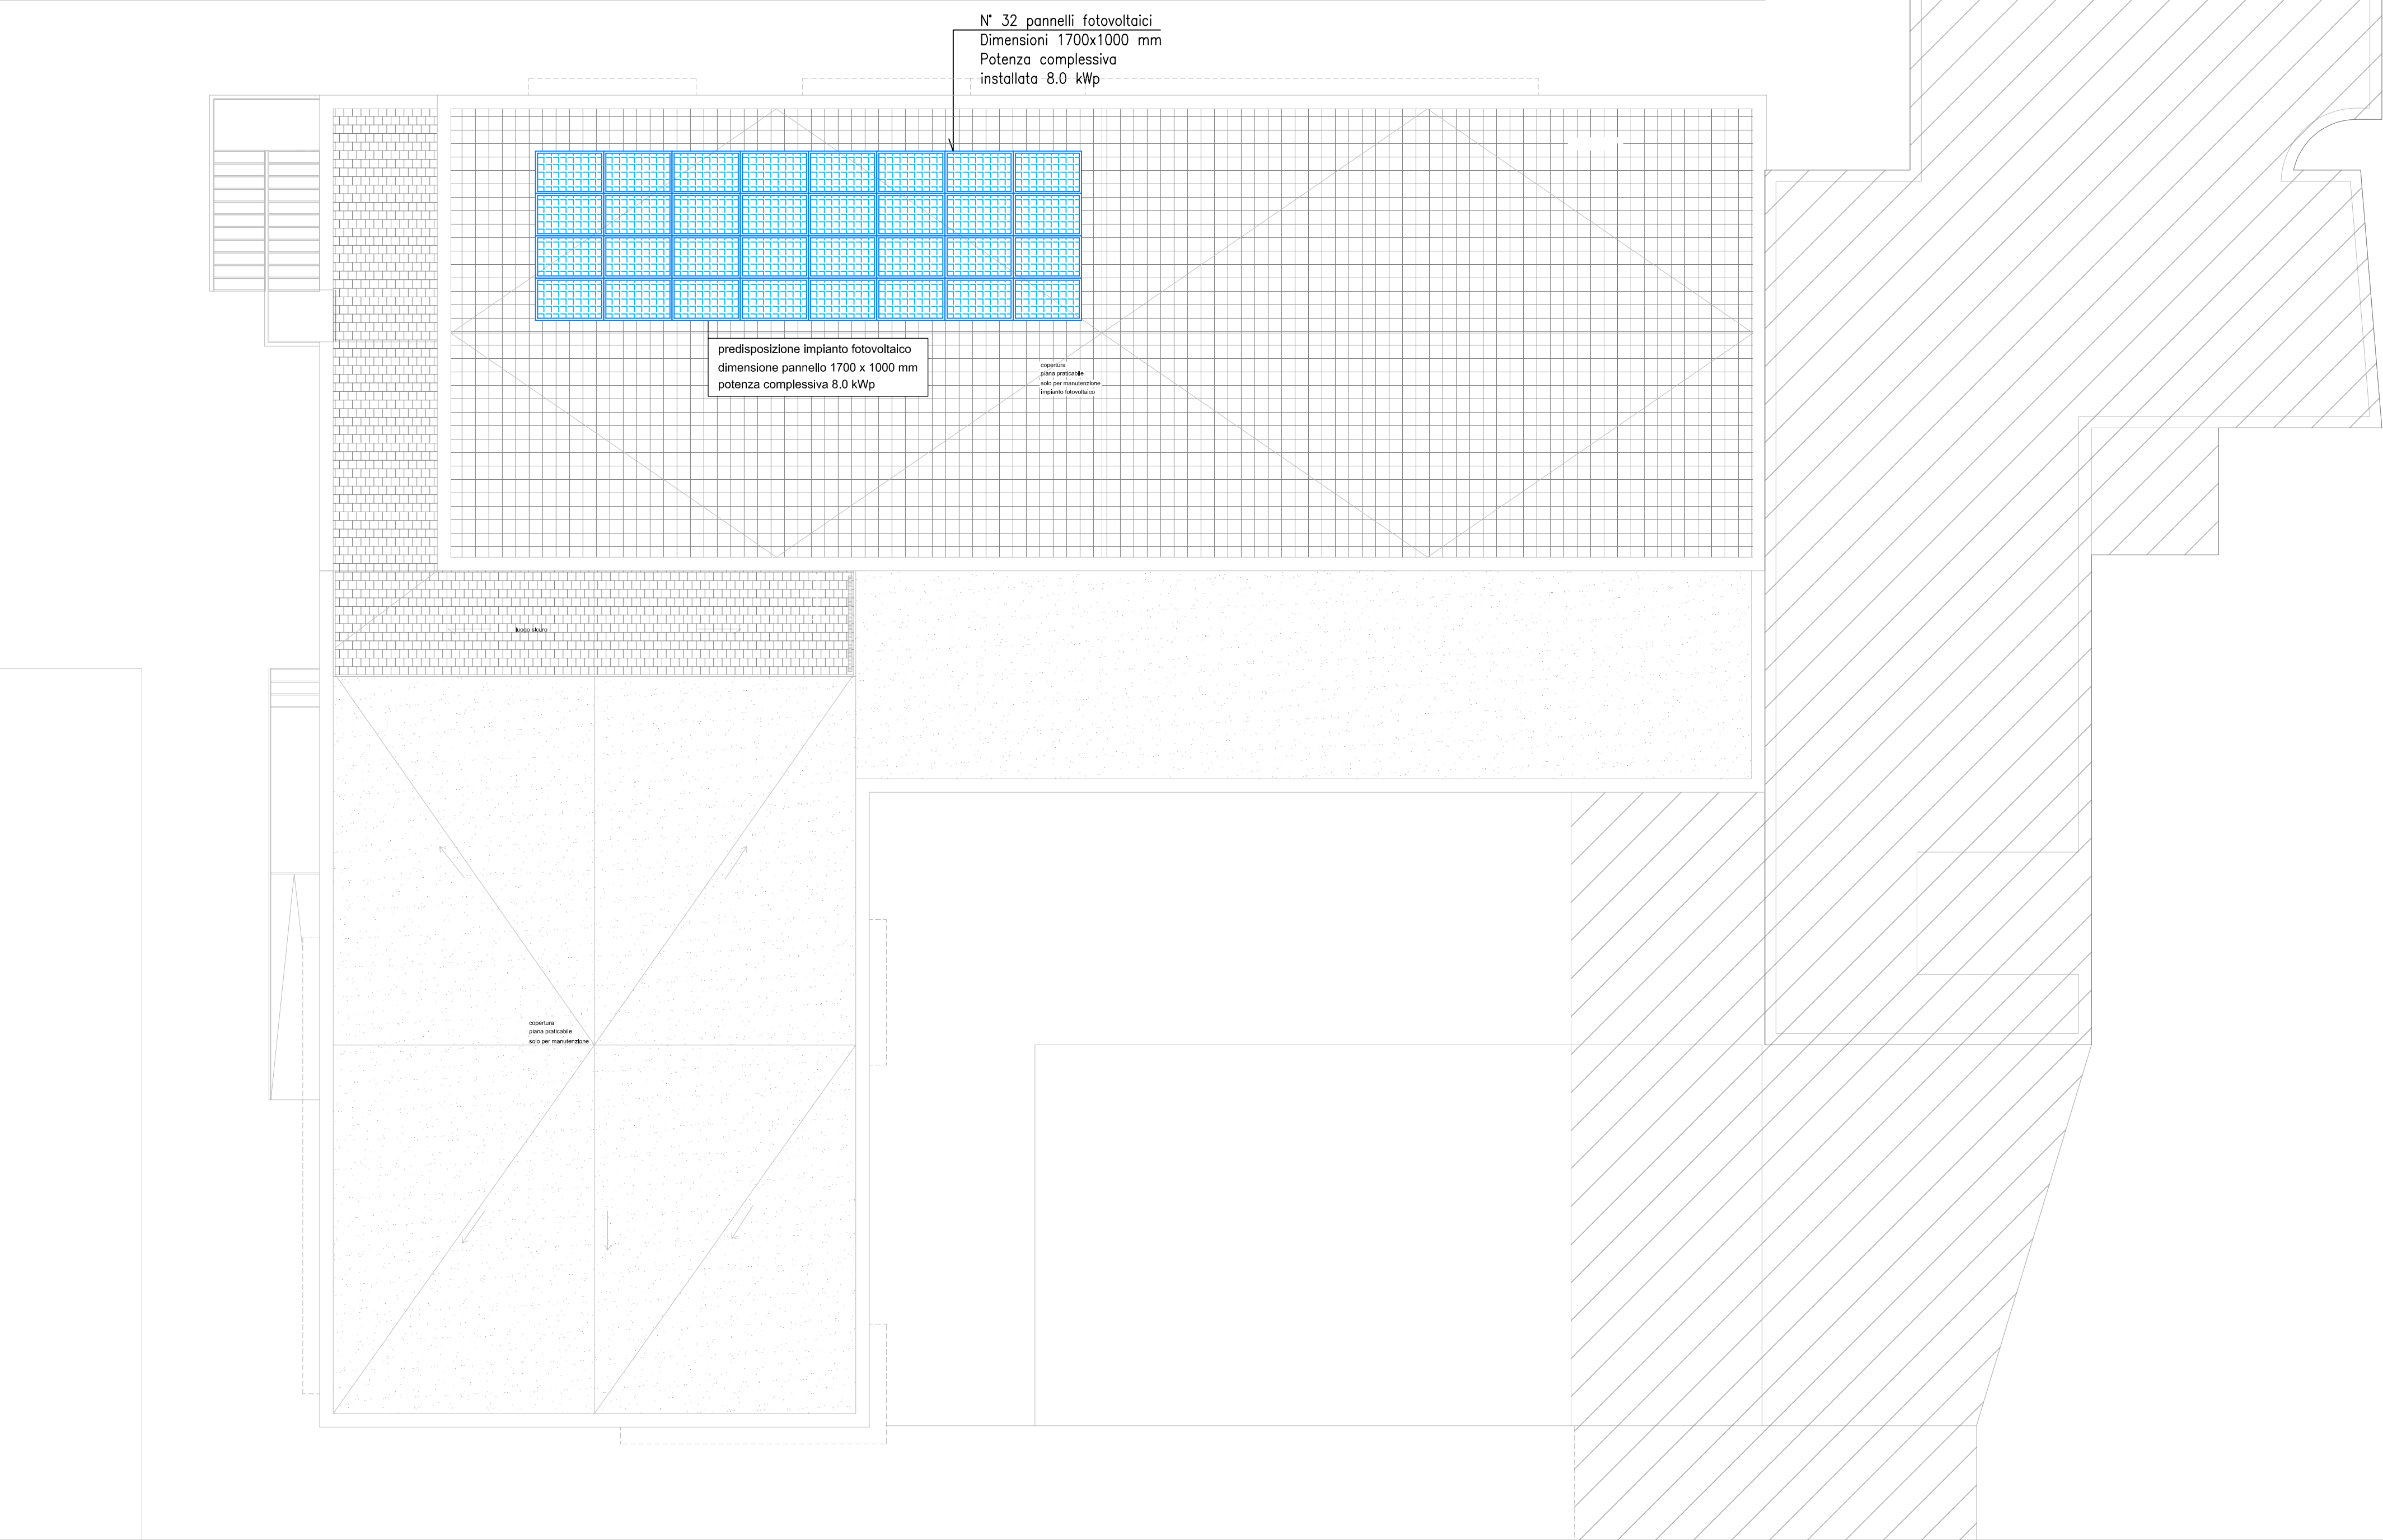 N° 32 pannelli fotovoltaici
Dimensioni 1700x1000 mm
Potenza complessiva
installata 8.0 kWp
predisposizione impianto fotovoltaico
dimensione pannello 1700 x 1000 mm
potenza complessiva 8.0 kWp
copertura
piana praticabile
solo per manutenzione
impianto fotovoltaico
luogo sicuro
copertura
piana praticabile
solo per manutenzione